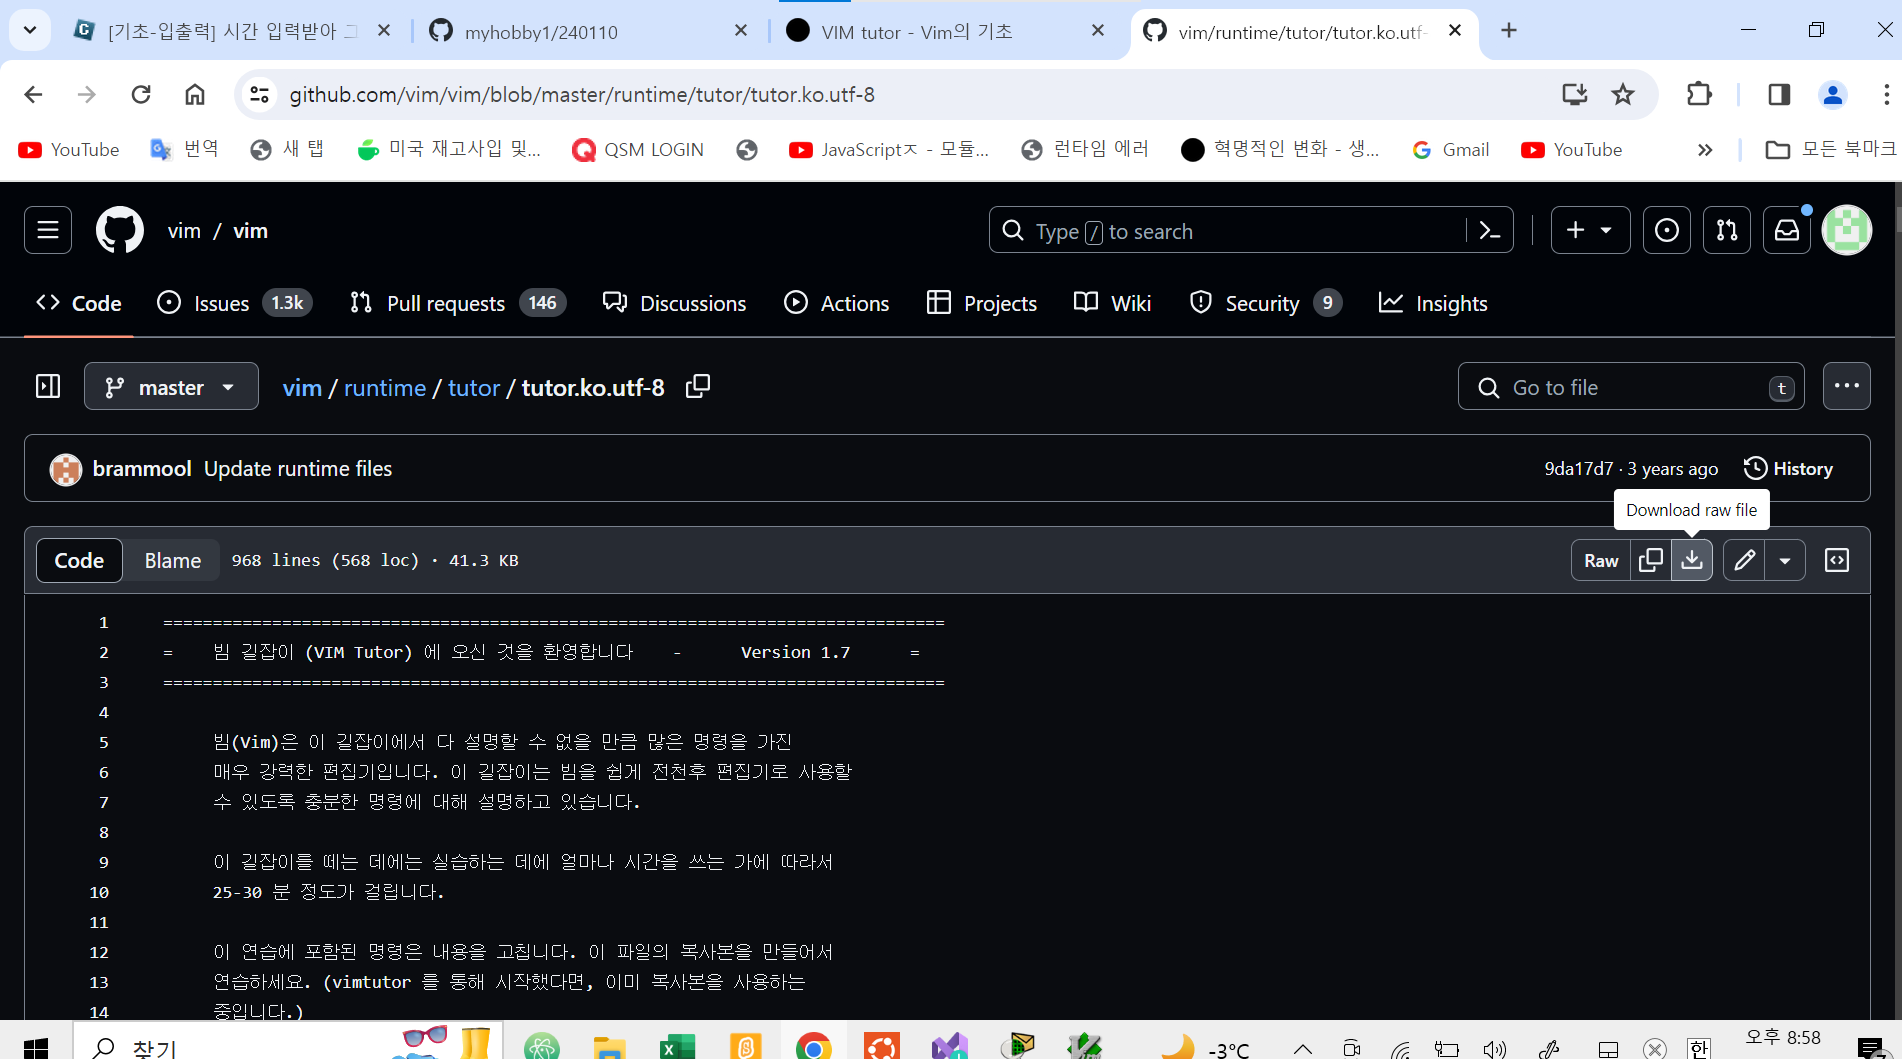 [기초-입출력] 시간 입력받아 그
myhobby1/240110
VIM tutor - Vim의 기초
vim/runtime/tutor/tutor.ko.utf-
github.com/vim/vim/blob/master/runtime/tutor/tutor.ko.utf-8
YouTube
번역
새 탭
미국 재고사입 및...
QSM LOGIN
JavaScriptㅈ - 모듈...
런타임 에러
혁명적인 변화 - 생...
Gmail
YouTube
모든 북마크
vim / vim
Type / to search
Code
Issues 1.3k
Pull requests 146
Discussions
Actions
Projects
Wiki
Security 9
Insights
master
vim / runtime / tutor / tutor.ko.utf-8
Go to file
t
brammool Update runtime files
9da17d7 · 3 years ago
History
Download raw file
Code
Blame
968 lines (568 loc) · 41.3 KB
Raw
1 ===============================================================================
2 = 빔 길잡이 (VIM Tutor) 에 오신 것을 환영합니다 - Version 1.7 =
3 ===============================================================================
4
5 빔(Vim)은 이 길잡이에서 다 설명할 수 없을 만큼 많은 명령을 가진
6 매우 강력한 편집기입니다. 이 길잡이는 빔을 쉽게 전천후 편집기로 사용할
7 수 있도록 충분한 명령에 대해 설명하고 있습니다.
8
9 이 길잡이를 떼는 데에는 실습하는 데에 얼마나 시간을 쓰는 가에 따라서
10 25-30 분 정도가 걸립니다.
11
12 이 연습에 포함된 명령은 내용을 고칩니다. 이 파일의 복사본을 만들어서
13 연습하세요. (vimtutor 를 통해 시작했다면, 이미 복사본을 사용하는
14 중입니다.)
찾기
-3°C
한
오후 8:58